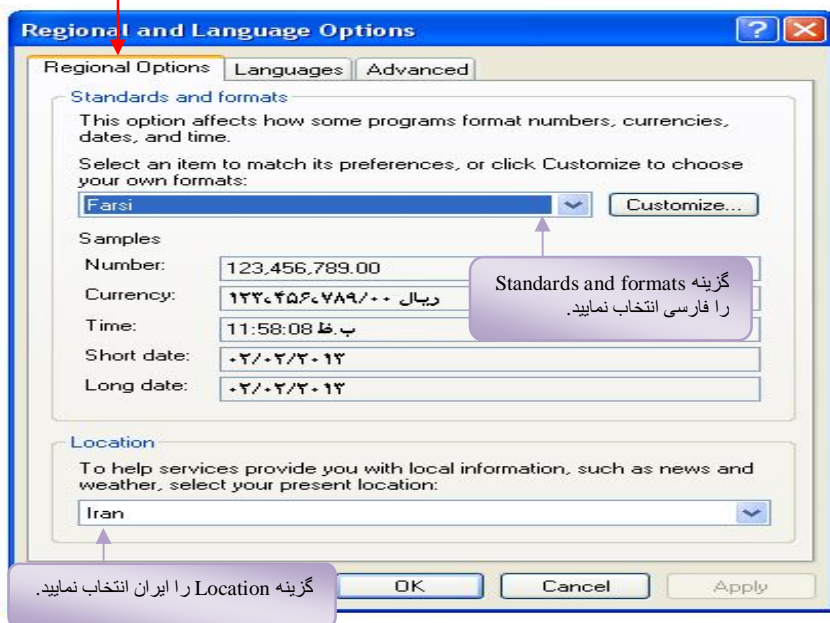 Regional and Language Options
Regional Options Languages Advanced
Standards and formats
This option affects how some programs format numbers, currencies,
dates, and time.
Select an item to match its preferences, or click Customize to choose
your own formats:
Farsi Customize...
Samples
Number: 123,456,789.00
Currency: ريال ۱۲۳،۴۵۶،۷۸۹/۰۰
Time: 11:58:08 ب.ظ
Short date: ۰۲/۰۲/۲۰۱۳
Long date: ۰۲/۰۲/۲۰۱۳
گزینه Standards and formats
را فارسی انتخاب نمایید.
Location
To help services provide you with local information, such as news and
weather, select your present location:
Iran
گزینه Location را ایران انتخاب نمایید.
OK Cancel Apply